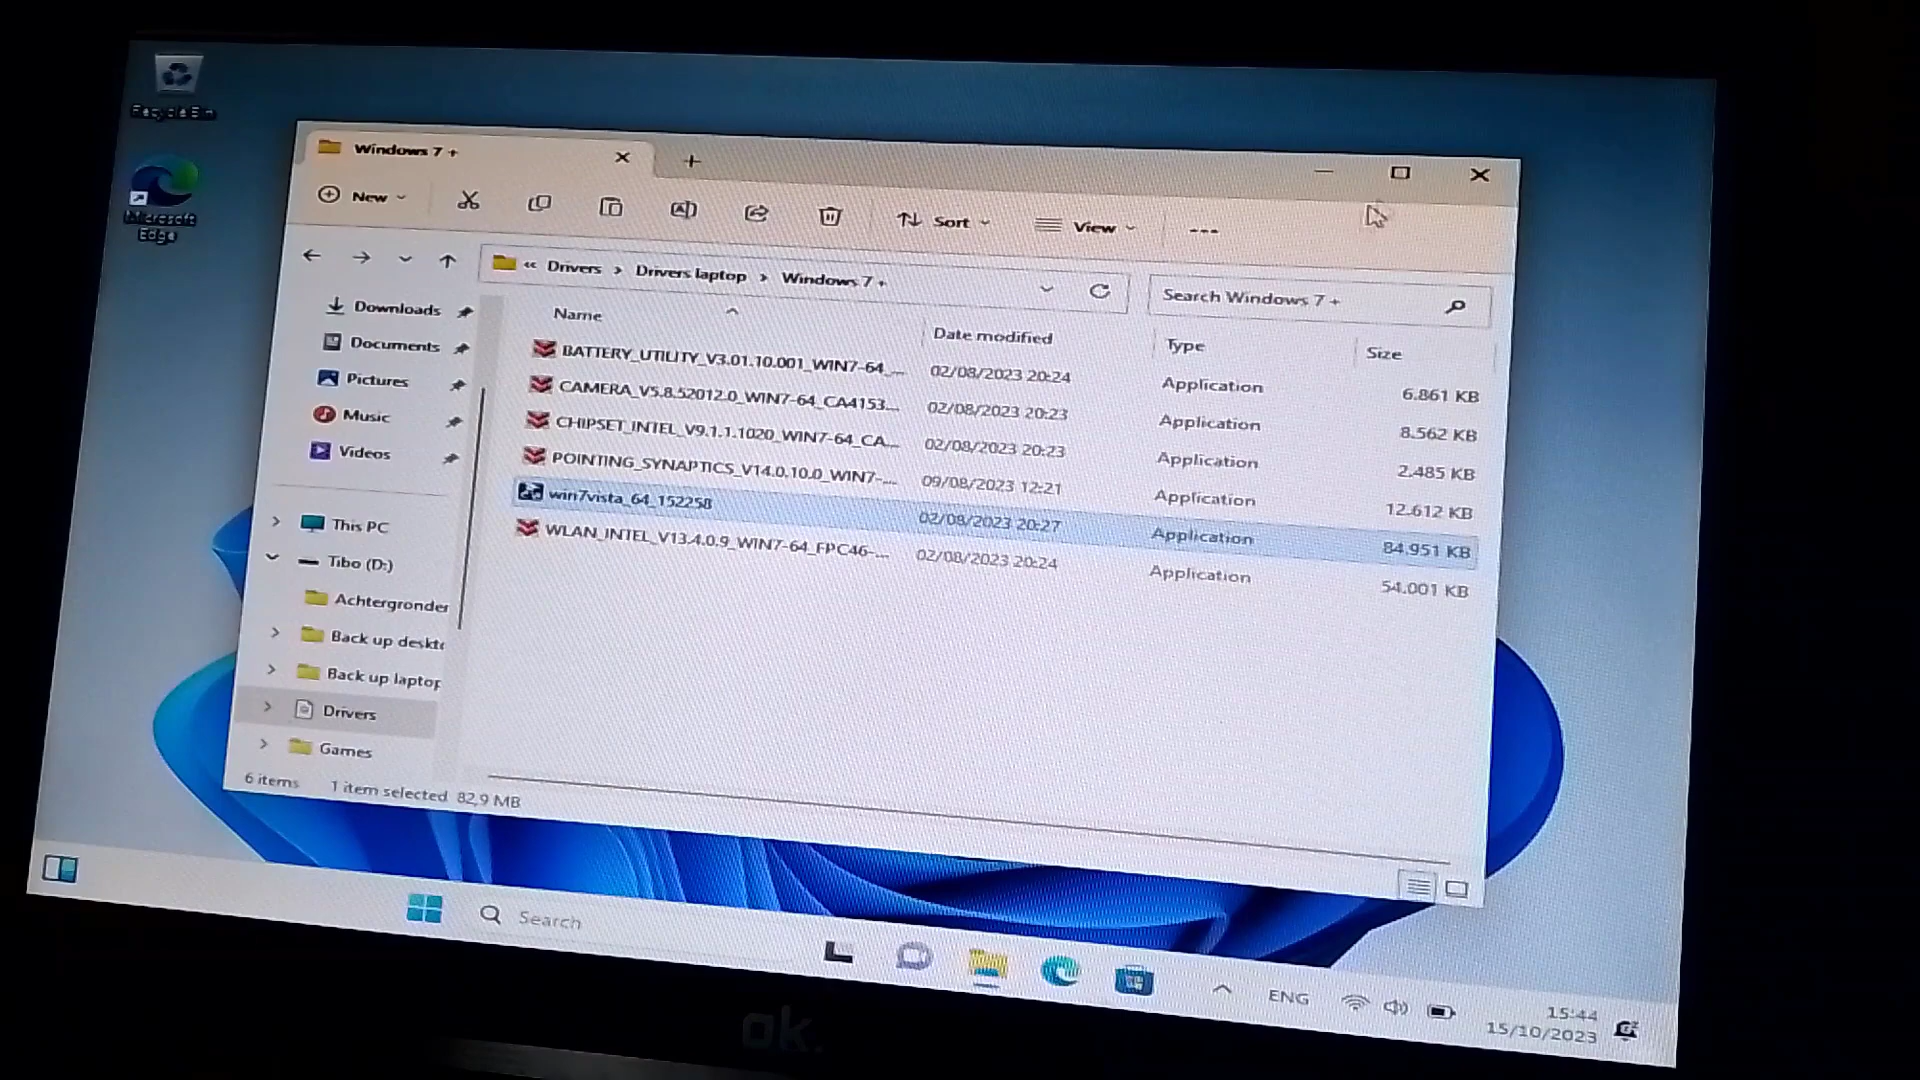 Recycle Bin
Microsoft
Edge
Windows 7 +
New
Sort
View
« Drivers > Drivers laptop > Windows 7 +
Search Windows 7 +
Downloads
Documents
Pictures
Music
Videos
This PC
Tibo (D:)
Achtergronder
Back up deskto
Back up laptop
Drivers
Games
Name Date modified Type Size
BATTERY_UTILITY_V3.01.10.001_WIN7-64_... 02/08/2023 20:24 Application 6.861 KB
CAMERA_V5.8.52012.0_WIN7-64_CA4153... 02/08/2023 20:23 Application 8.562 KB
CHIPSET_INTEL_V9.1.1.1020_WIN7-64_CA... 02/08/2023 20:23 Application 2.485 KB
POINTING_SYNAPTICS_V14.0.10.0_WIN7-... 09/08/2023 12:21 Application 12.612 KB
win7vista_64_152258 02/08/2023 20:27 Application 84.951 KB
WLAN_INTEL_V13.4.0.9_WIN7-64_FPC46-... 02/08/2023 20:24 Application 54.001 KB
6 items 1 item selected 82,9 MB
Search
ENG
15:44
15/10/2023
ok.